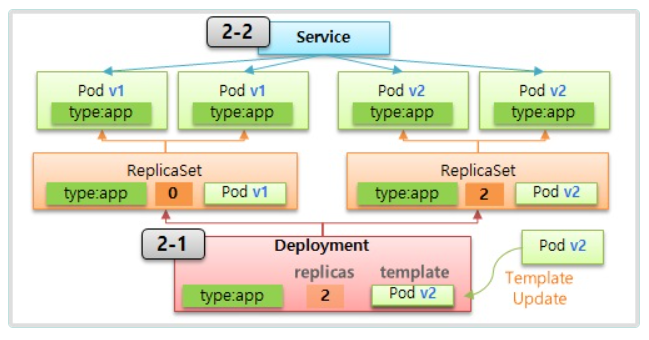 2-2
Service
Pod v1
type:app
Pod v1
type:app
Pod v2
type:app
Pod v2
type:app
ReplicaSet
type:app 0 Pod v1
ReplicaSet
type:app 2 Pod v2
2-1
Deployment
replicas template
type:app 2 Pod v2
Pod v2
Template
Update